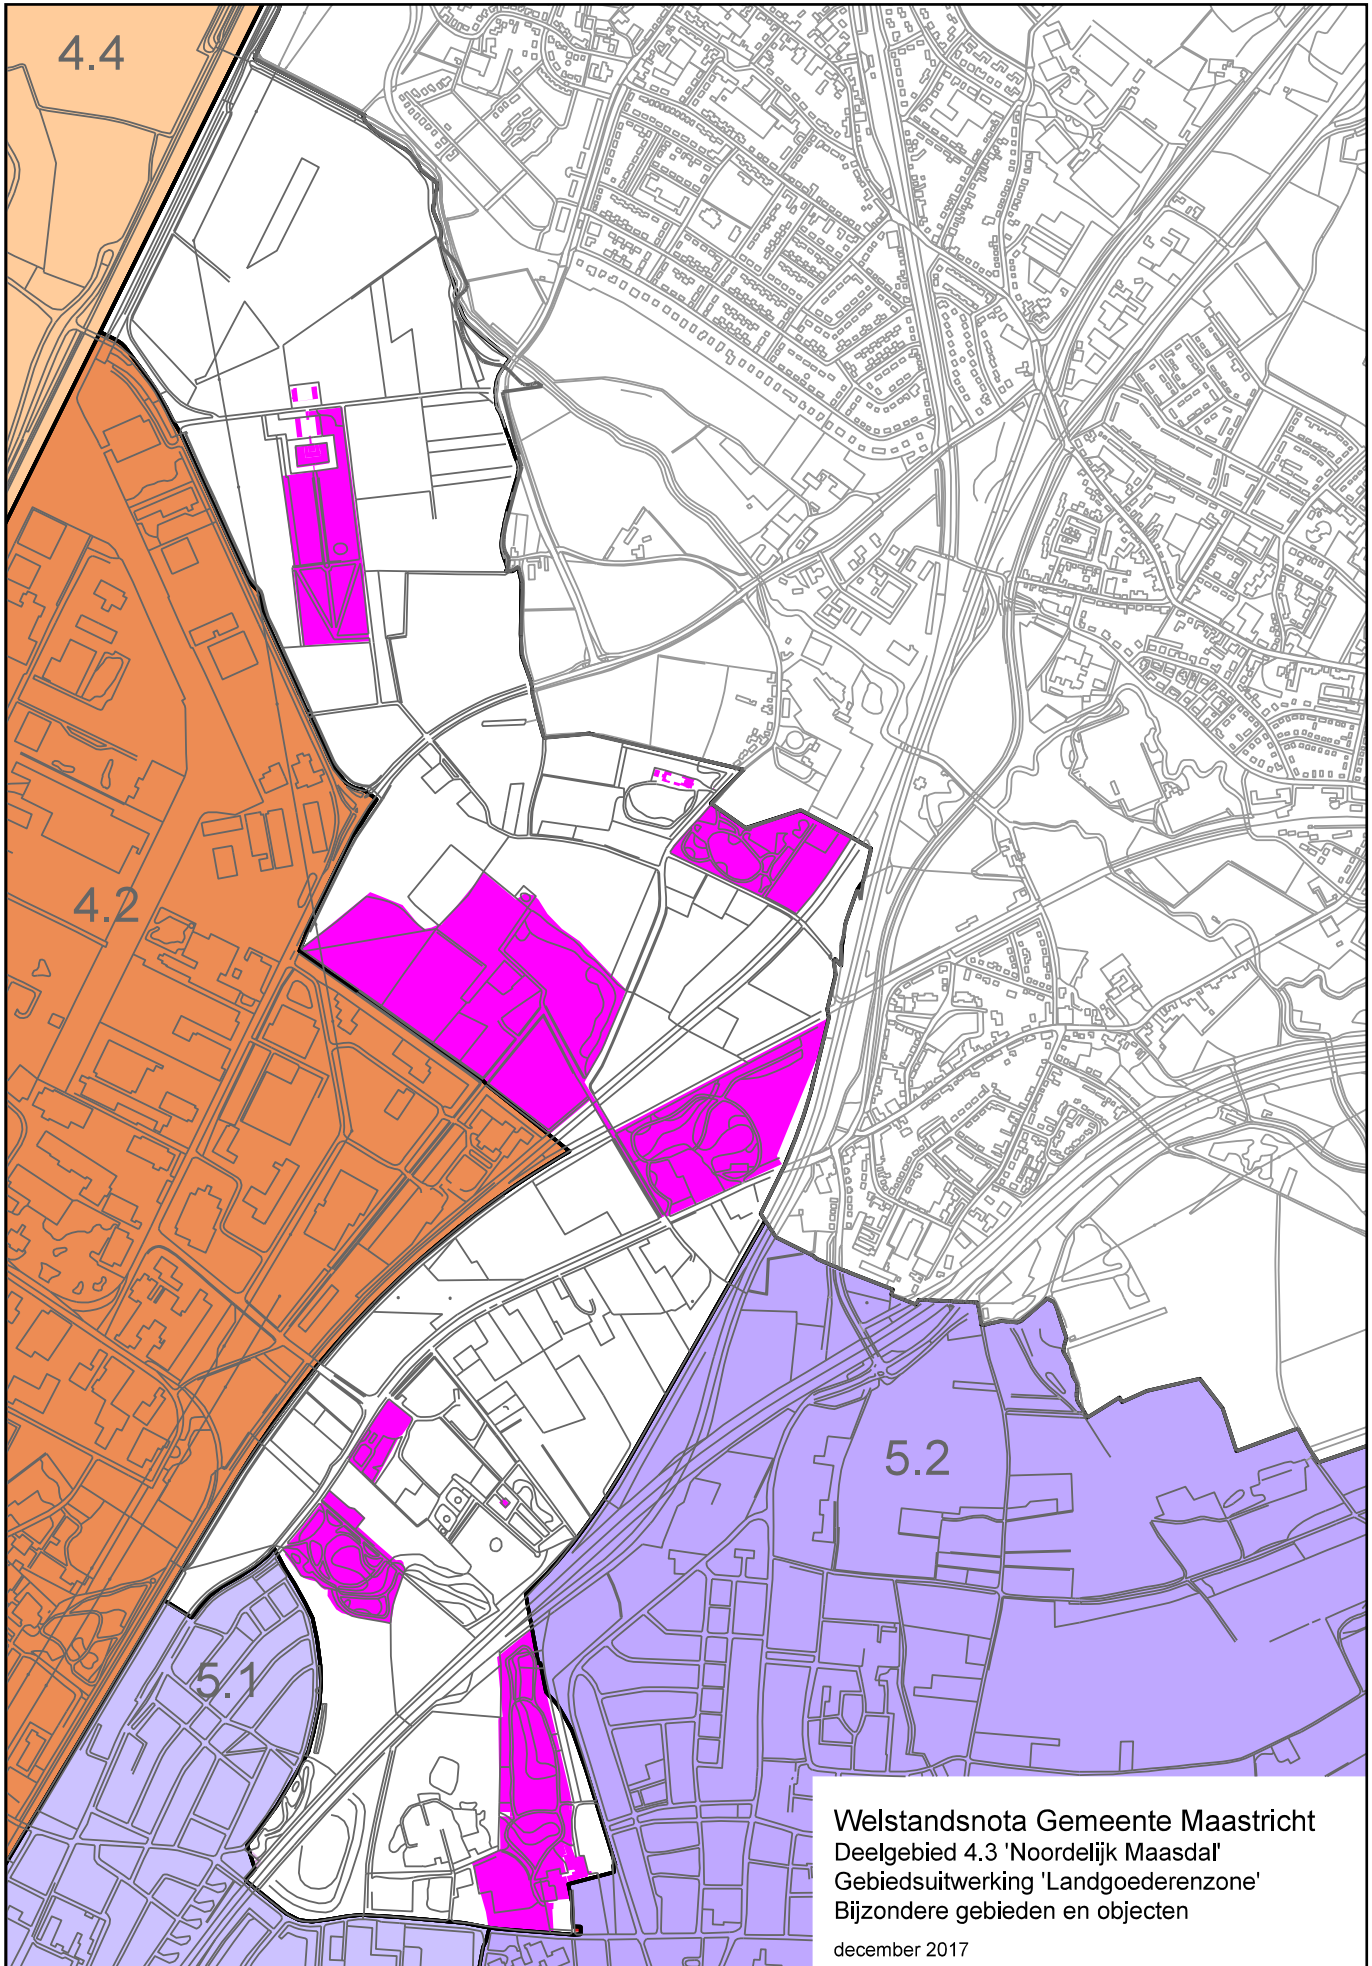 4.4
4.2
5.2
5.1
Welstandsnota Gemeente Maastricht
Deelgebied 4.3 'Noordelijk Maasdal'
Gebiedsuitwerking 'Landgoederenzone'
Bijzondere gebieden en objecten
december 2017